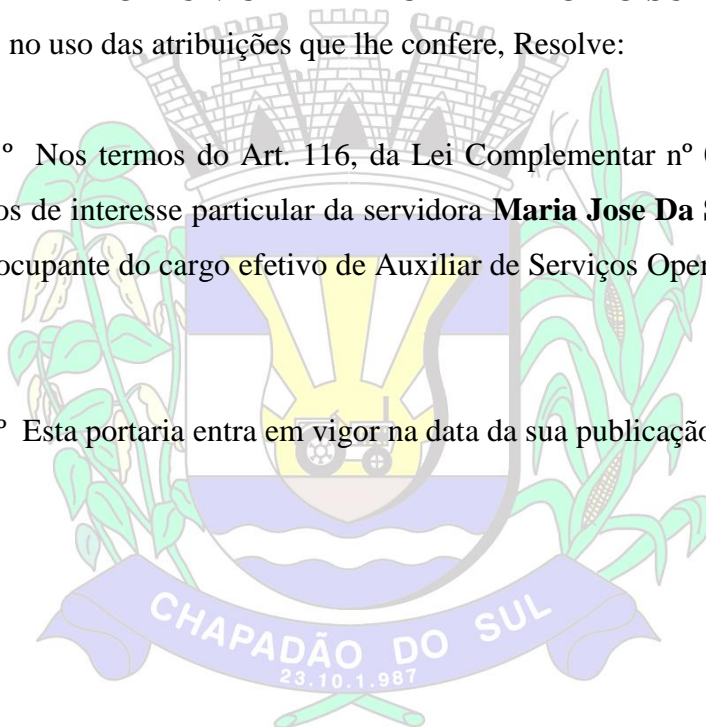 no uso das atribuições que lhe confere, Resolve:
º Nos termos do Art. 116, da Lei Complementar nº
os de interesse particular da servidora Maria Jose Da
ocupante do cargo efetivo de Auxiliar de Serviços Oper
º Esta portaria entra em vigor na data da sua publicação
CHAPADÃO DO SUL
23.10.1.987